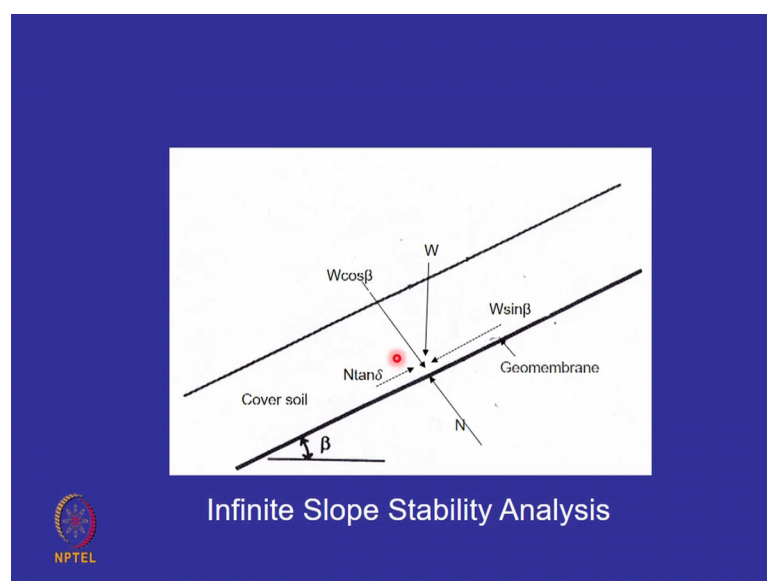 W
Wcosβ
Wsinβ
Ntanδ
Geomembrane
Cover soil
N
β
Infinite Slope Stability Analysis
NPTEL